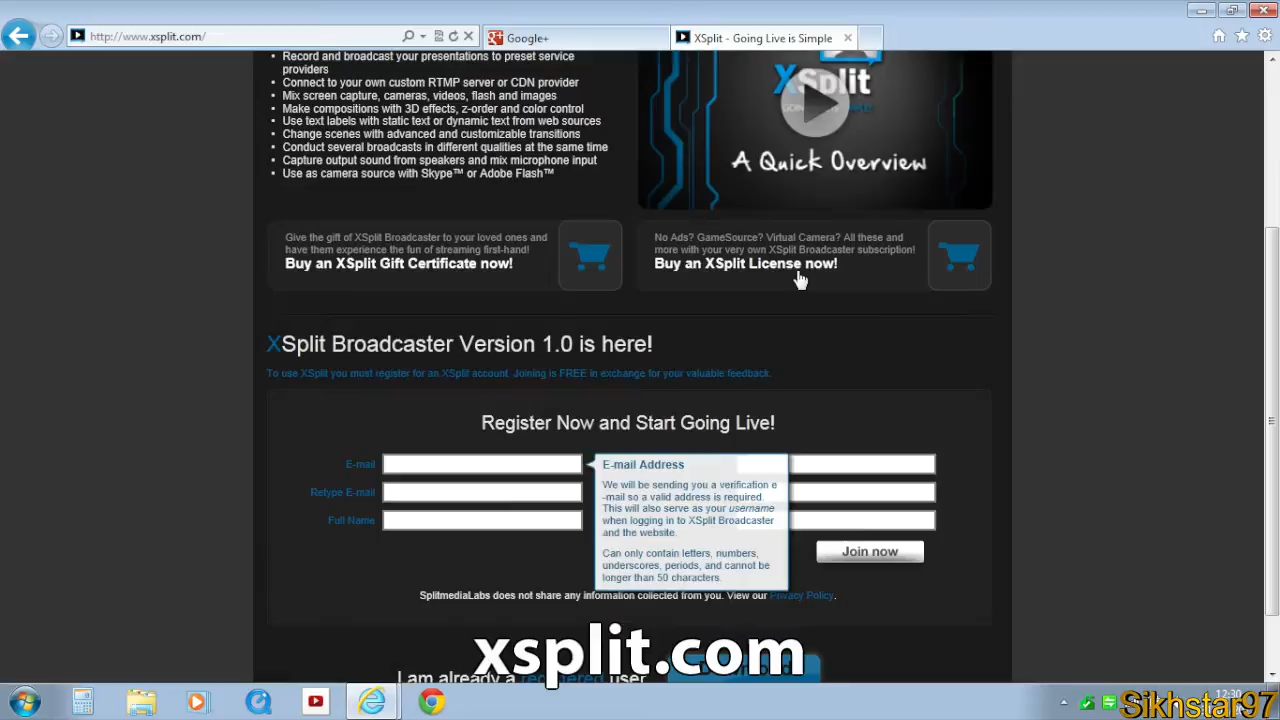 http://www.xsplit.com/
Google+
XSplit - Going Live is Simple
Record and broadcast your presentations to preset service
providers
Connect to your own custom RTMP server or CDN provider
Mix screen capture, cameras, videos, flash and images
Make compositions with 3D effects, z-order and color control
Use text labels with static text or dynamic text from web sources
Change scenes with advanced and customizable transitions
Conduct several broadcasts in different qualities at the same time
Capture output sound from speakers and mix microphone input
Use as camera source with Skype™ or Adobe Flash™
XSplit
A Quick Overview
Give the gift of XSplit Broadcaster to your loved ones and
have them experience the fun of streaming first-hand!
Buy an XSplit Gift Certificate now!
No Ads? GameSource? Virtual Camera? All these and
more with your very own XSplit Broadcaster subscription!
Buy an XSplit License now!
XSplit Broadcaster Version 1.0 is here!
To use XSplit you must register for an XSplit account. Joining is FREE in exchange for your valuable feedback.
Register Now and Start Going Live!
E-mail
Retype E-mail
Full Name
E-mail Address
We will be sending you a verification e
-mail so a valid address is required.
This will also serve as your username
when logging in to XSplit Broadcaster
and the website.
Can only contain letters, numbers,
underscores, periods, and cannot be
longer than 50 characters.
Join now
SplitmediaLabs does not share any information collected from you. View our Privacy Policy.
xsplit.com
I am already a registered user
12:30
Sikhstar97